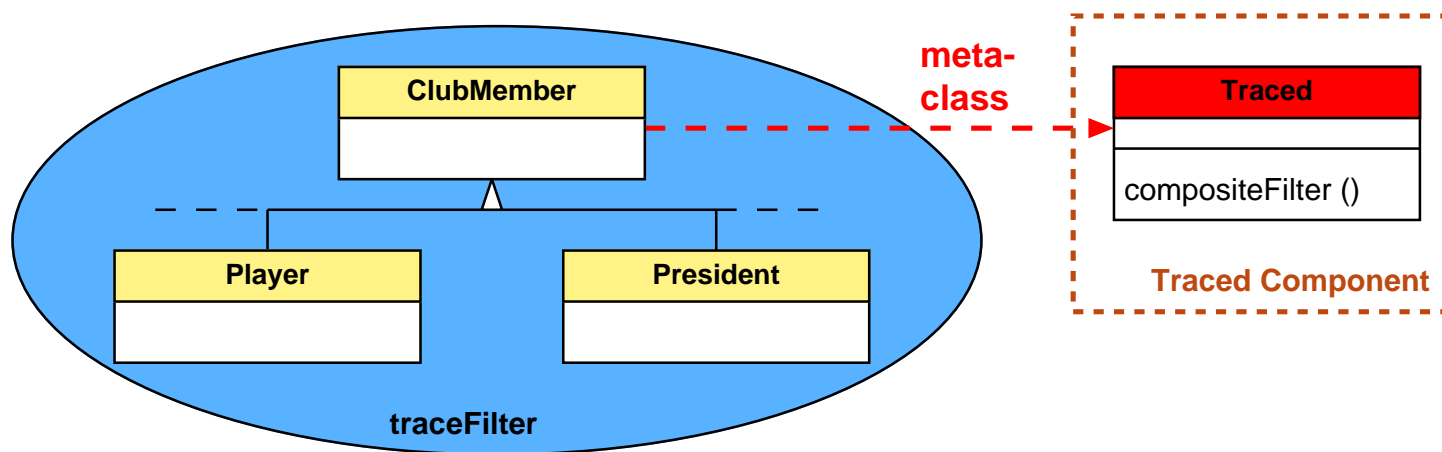 ClubMember
meta-
class
Traced
compositeFilter ()
Player
President
Traced Component
traceFilter